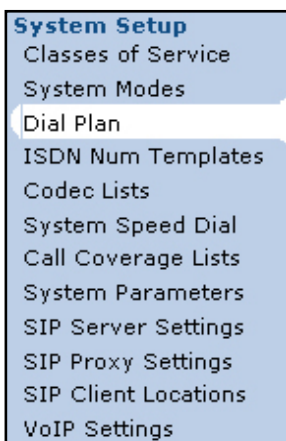 System Setup
Classes of Service
System Modes
Dial Plan
ISDN Num Templates
Codec Lists
System Speed Dial
Call Coverage Lists
System Parameters
SIP Server Settings
SIP Proxy Settings
SIP Client Locations
VoIP Settings